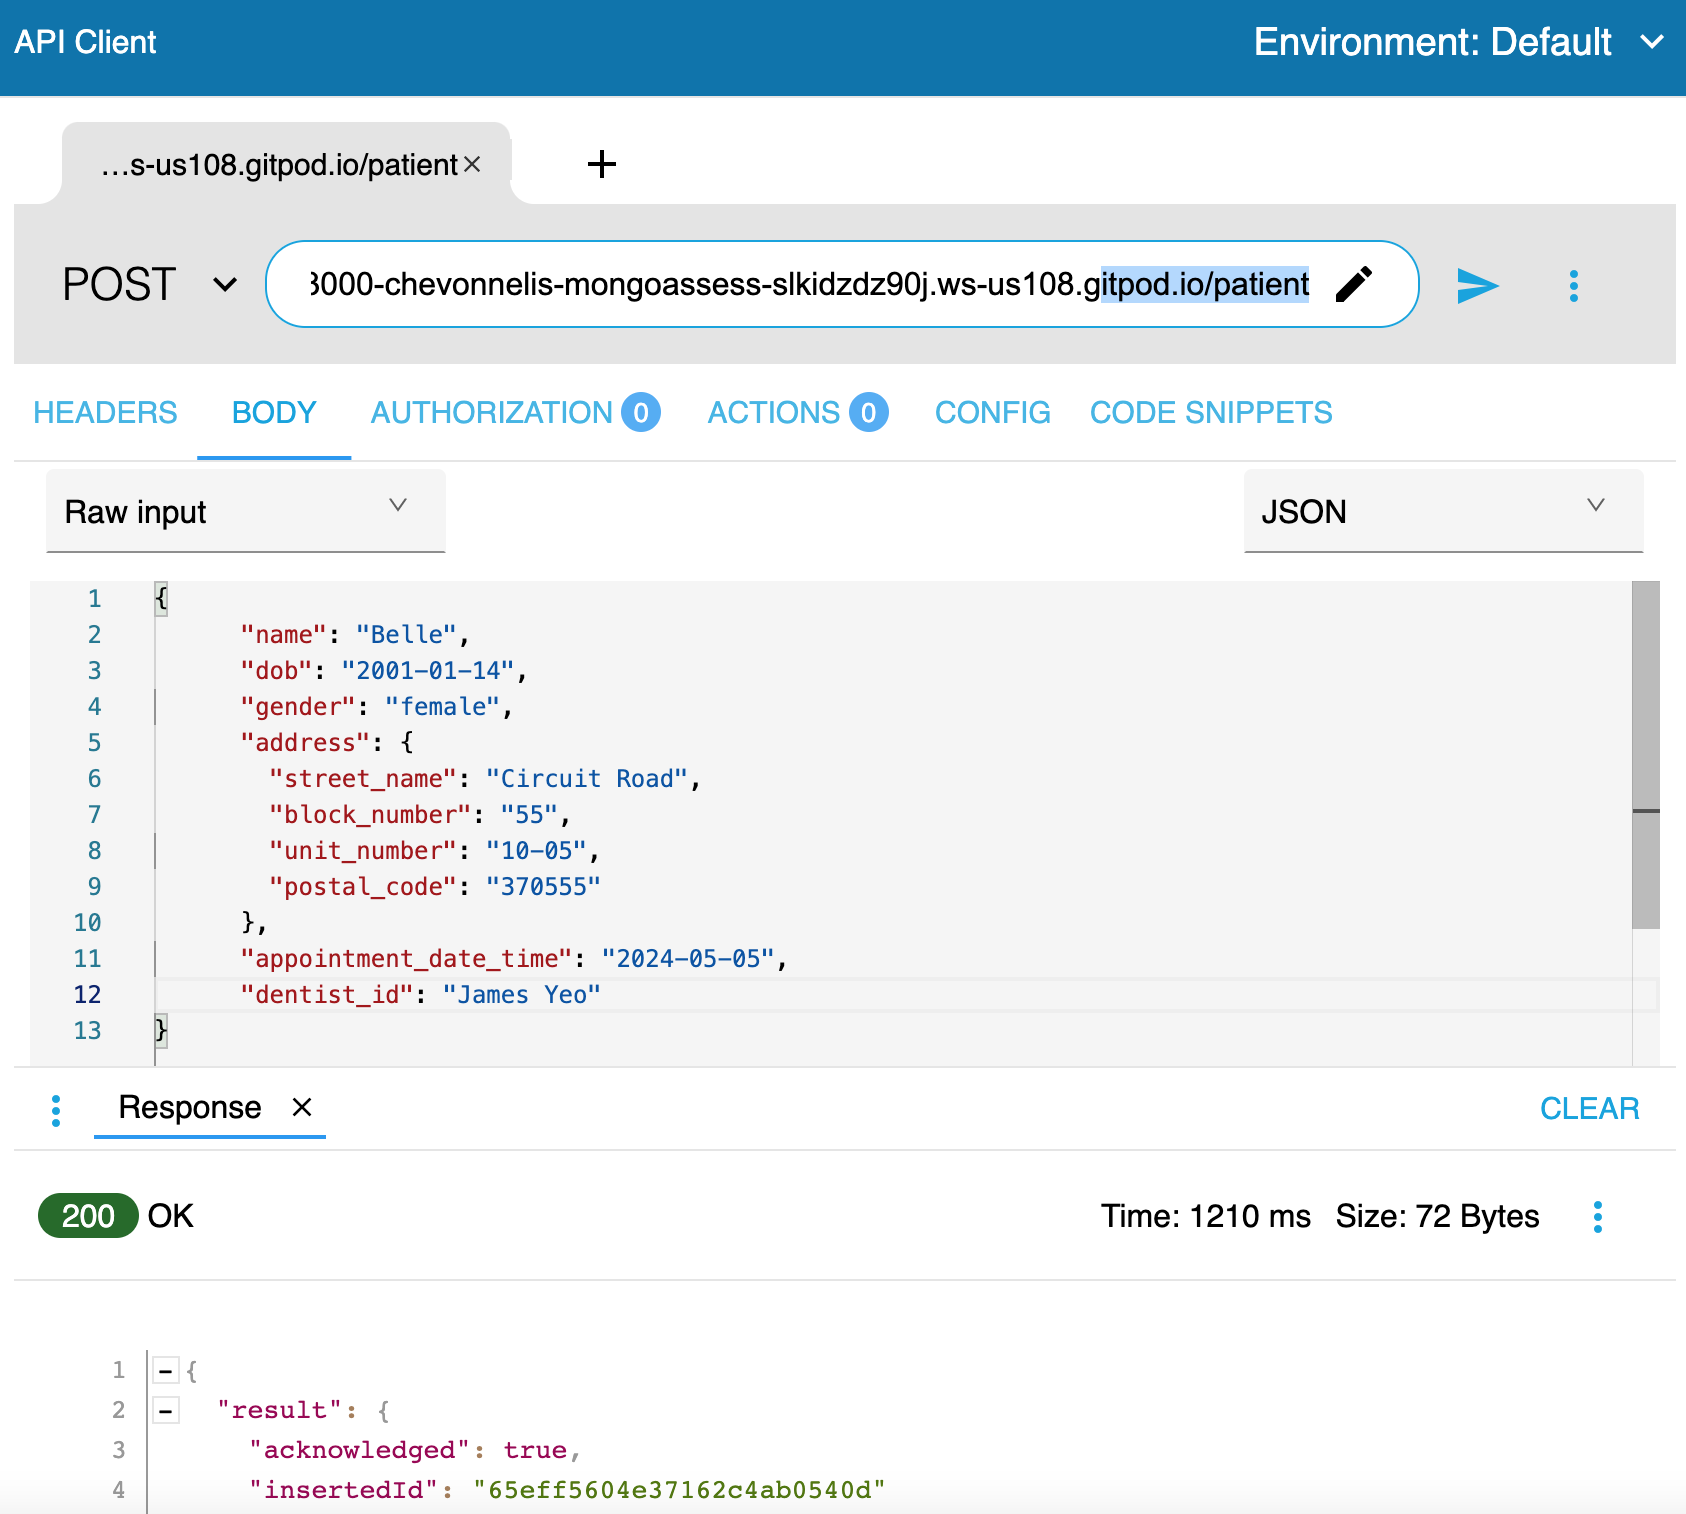 API Client
Environment: Default
...s-us108.gitpod.io/patient
POST
3000-chevonnelis-mongoassess-slkidzdz90j.ws-us108.gitpod.io/patient
HEADERS BODY AUTHORIZATION 0 ACTIONS 0 CONFIG CODE SNIPPETS
Raw input
JSON
1 {
2 "name": "Belle",
3 "dob": "2001-01-14",
4 "gender": "female",
5 "address": {
6 "street_name": "Circuit Road",
7 "block_number": "55",
8 "unit_number": "10-05",
9 "postal_code": "370555"
10 },
11 "appointment_date_time": "2024-05-05",
12 "dentist_id": "James Yeo"
13 }
Response
CLEAR
200 OK
Time: 1210 ms Size: 72 Bytes
1 {
2 "result": {
3 "acknowledged": true,
4 "insertedId": "65eff5604e37162c4ab0540d"